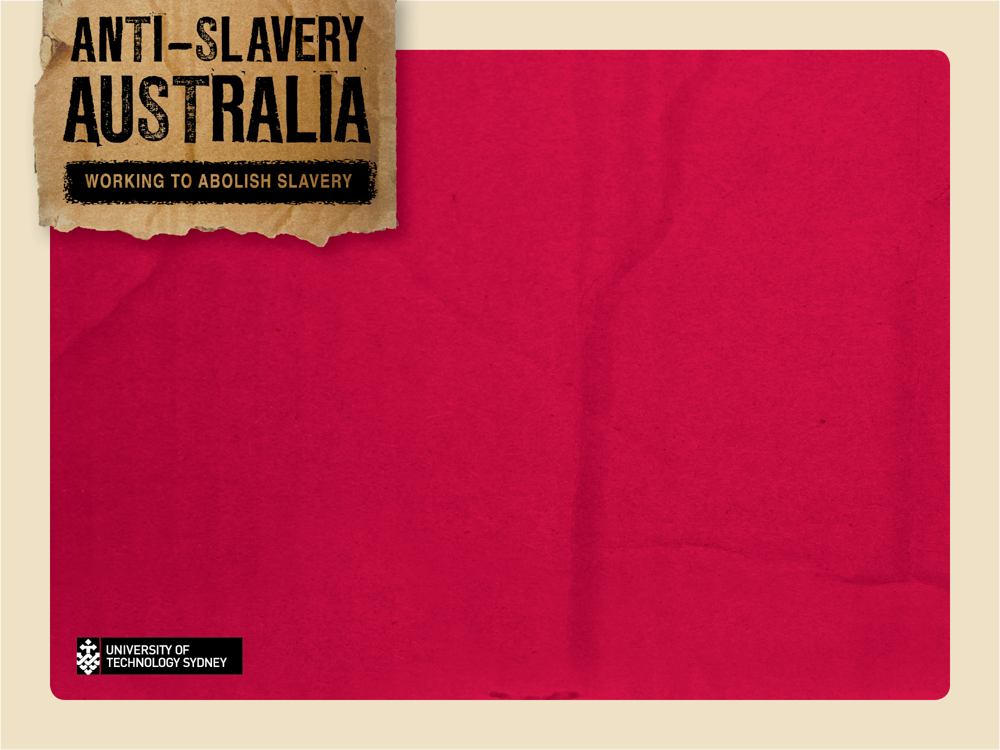 ANTI-SLAVERY
AUSTRALIA
WORKING TO ABOLISH SLAVERY
UNIVERSITY OF
TECHNOLOGY SYDNEY